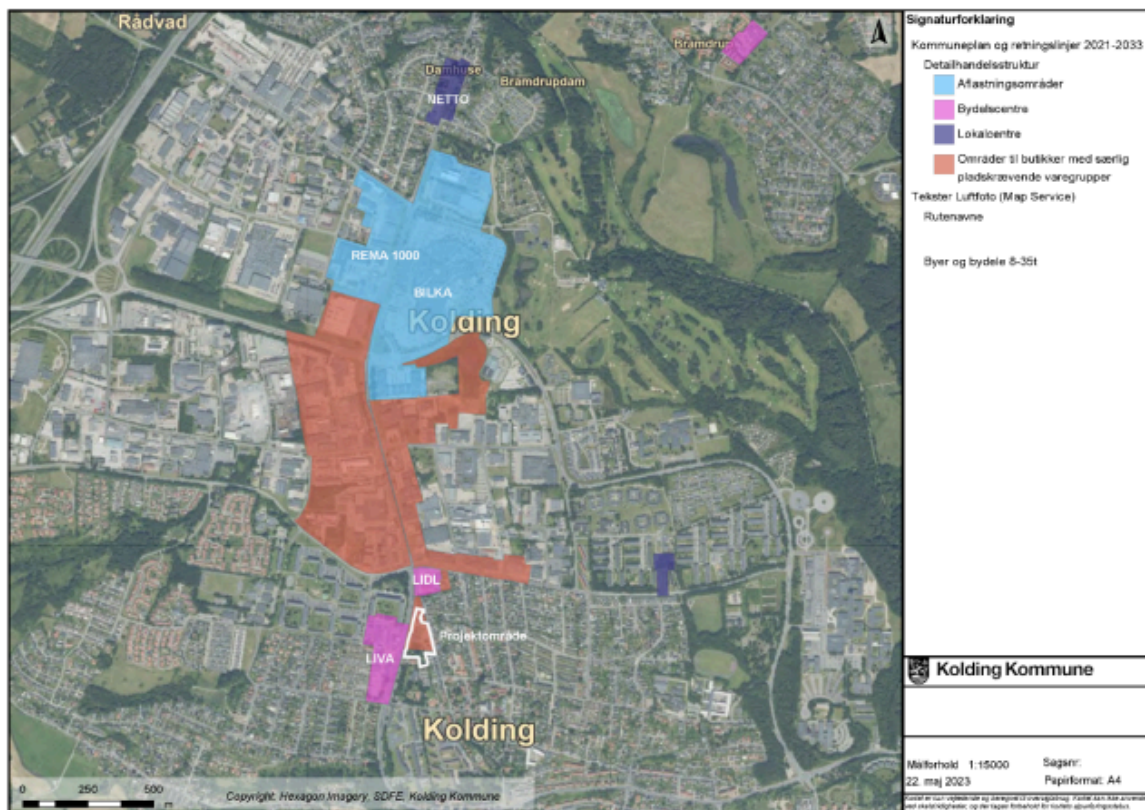 Rådvad
Bramdrup
Damhuse
Bramdrupdam
NETTO
REMA 1000
BILKA
Kolding
LIDL
Projektområde
LIVA
Kolding
0 250 500
m
Copyright: Hexagon Imagery, SDFE, Kolding Kommune
Signaturforklaring
Kommuneplan og retningslinjer 2021-2033
Detailhandelsstruktur
Aflastningsområder
Bydelscentre
Lokalcentre
Områder til butikker med særlig
pladskrævende varegrupper
Tekster Luftfoto (Map Service)
Rutenavne
Byer og bydele 8-35t
Kolding Kommune
Målforhold 1:15000 Sagsnr:
22. maj 2023 Papirformat: A4